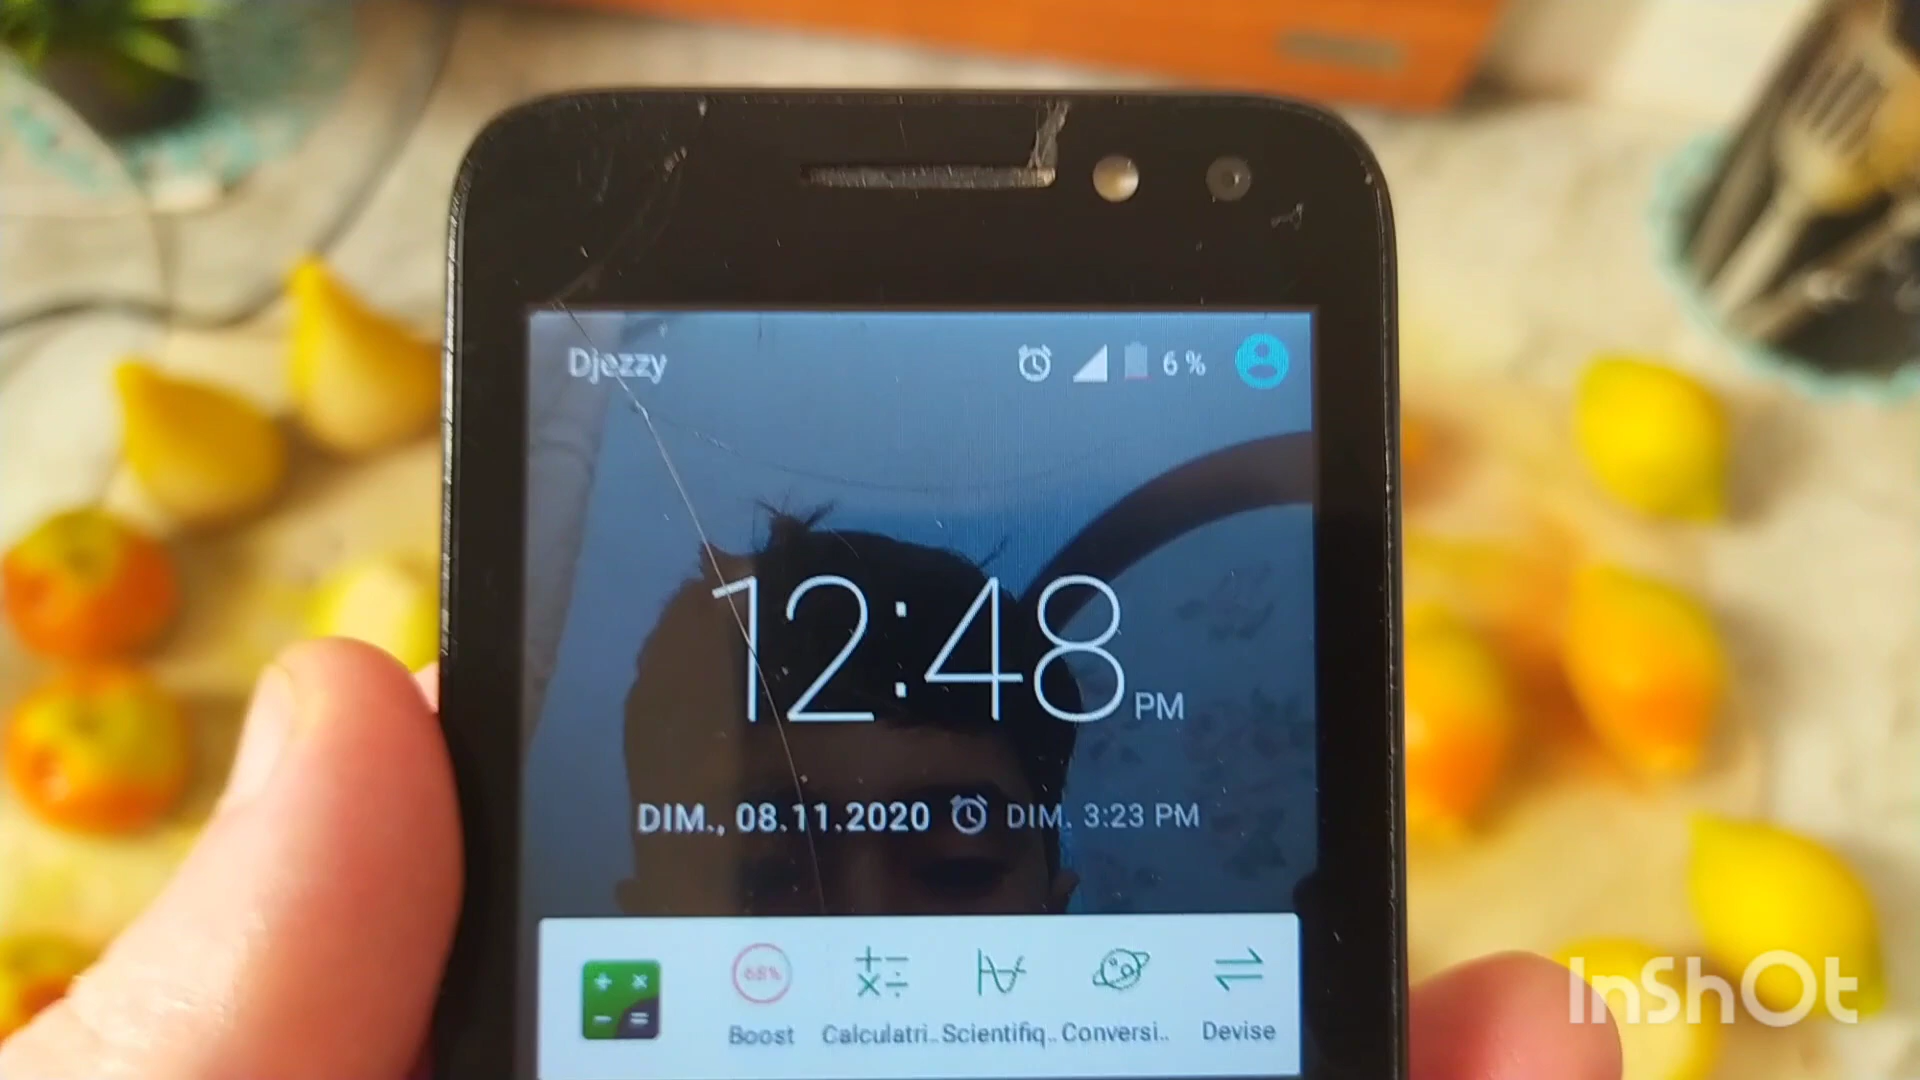 Djezzy 6 %
12:48 PM
DIM., 08.11.2020 DIM. 3:23 PM
68%
Boost Calculatri.. Scientifiq.. Conversi.. Devise
InShOt